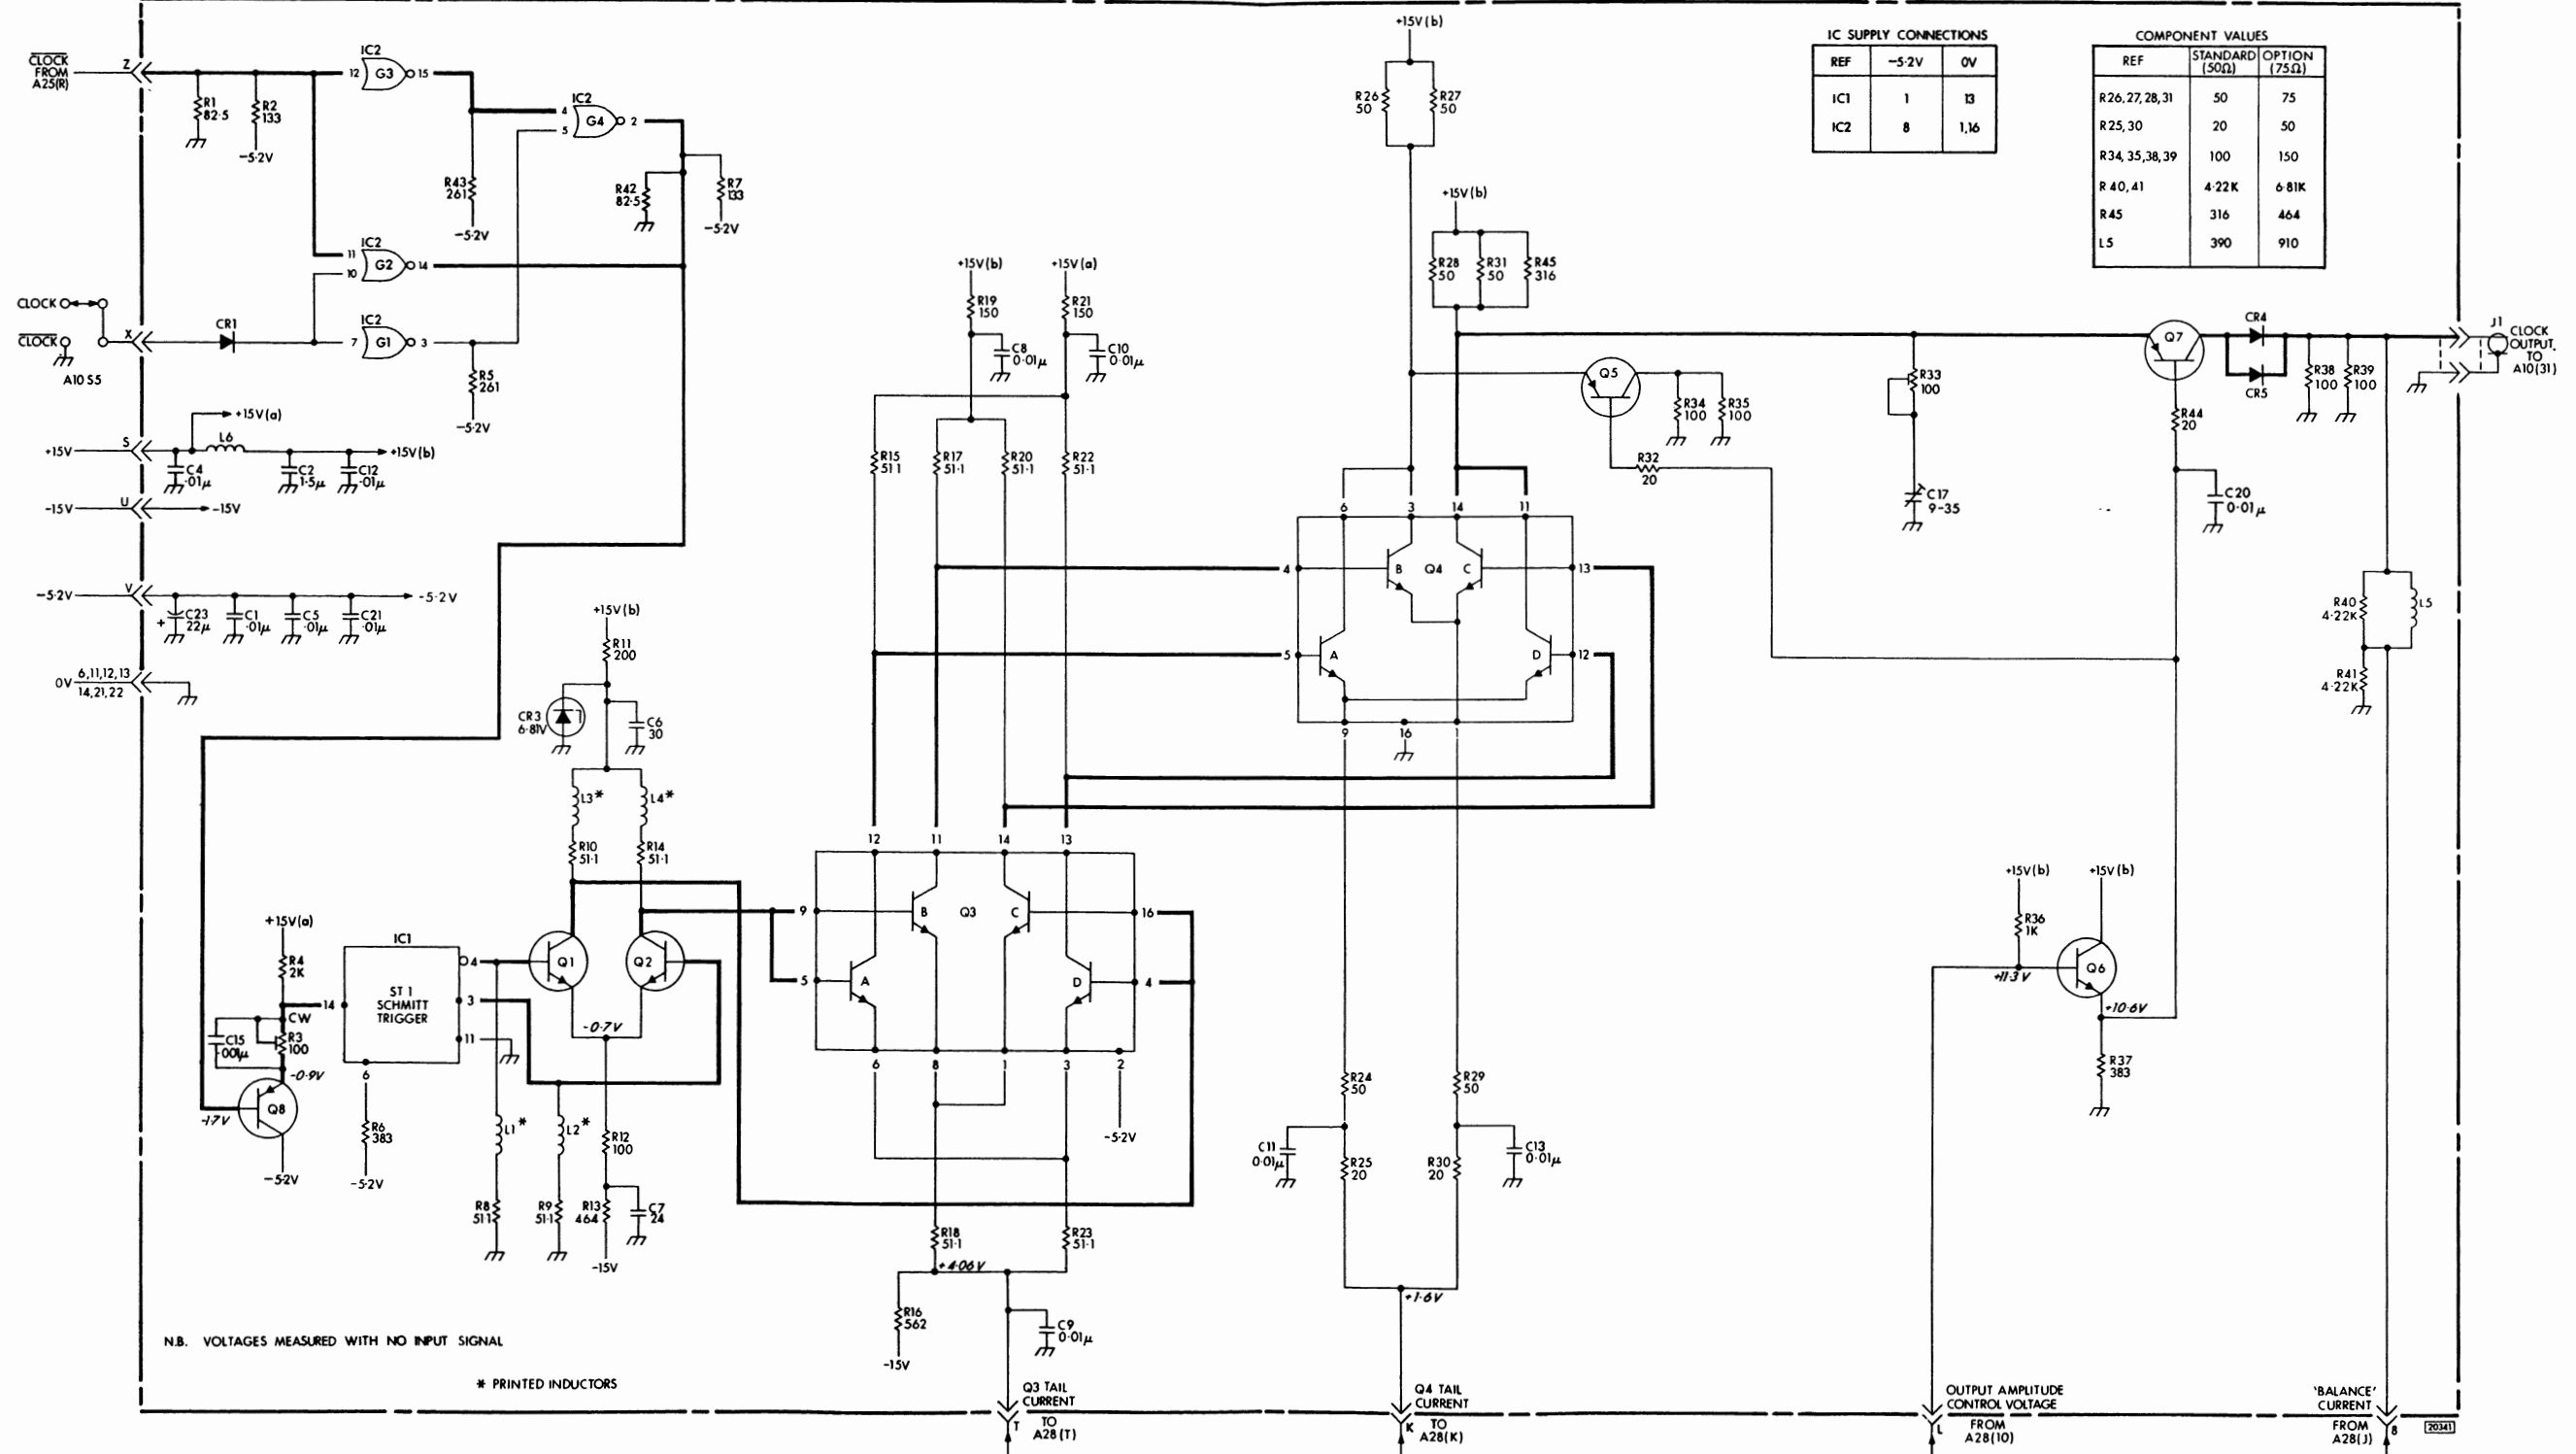 CLOCK
FROM
A25(R)
Z
R1
82·5
R2
133
−5·2V
IC2
12
G3
15
IC2
4
5
G4
2
R43
261
−5·2V
R42
82·5
R7
133
−5·2V
IC2
11
10
G2
14
CLOCK
CLOCK
A10 S5
X
CR1
IC2
7
G1
3
R5
261
−5·2V
+15V
S
+15V(a)
L6
+15V(b)
C4
·01µ
C2
1·5µ
C12
·01µ
−15V
U
−15V
−5·2V
V
−5·2V
+
C23
22µ
C1
·01µ
C5
·01µ
C21
·01µ
0V
6,11,12,13
14,21,22
+15V(b)
R11
200
CR3
6·81V
C6
30
L3*
L4*
R10
51·1
R14
51·1
+15V(a)
R4
2K
14
CW
C15
·001µ
R3
100
−0·9V
Q8
−1·7V
−5·2V
IC1
ST 1
SCHMITT
TRIGGER
4
3
11
6
R6
383
−5·2V
Q1
Q2
−0·7V
L1*
L2*
R12
100
R8
51·1
R9
51·1
R13
464
C7
24
−15V
+15V(b)
R19
150
C8
0·01µ
+15V(a)
R21
150
C10
0·01µ
R15
51·1
R17
51·1
R20
51·1
R22
51·1
12
11
14
13
9
B
Q3
C
16
5
A
D
4
6
8
1
3
2
−5·2V
R18
51·1
R23
51·1
+4·06V
R16
562
−15V
C9
0·01µ
Q3 TAIL
CURRENT
T
TO
A28(T)
+15V(b)
R26
50
R27
50
+15V(b)
R28
50
R31
50
R45
316
6
3
14
11
4
B
Q4
C
13
5
A
D
12
9
16
1
Q5
R34
100
R35
100
R32
20
R24
50
R29
50
C11
0·01µ
R25
20
R30
20
C13
0·01µ
+1·6V
Q4 TAIL
CURRENT
K
TO
A28(K)
IC SUPPLY CONNECTIONS
REF −5·2V 0V
IC1 1 13
IC2 8 1,16
COMPONENT VALUES
REF STANDARD (50Ω) OPTION (75Ω)
R26,27,28,31 50 75
R25,30 20 50
R34,35,38,39 100 150
R40,41 4·22K 6·81K
R45 316 464
L5 390 910
R33
100
C17
9-35
Q7
R44
20
C20
0·01µ
CR4
CR5
R38
100
R39
100
J1
CLOCK
OUTPUT.
TO
A10(31)
R40
4·22K
L5
R41
4·22K
+15V(b)
R36
1K
+15V(b)
+11·3 V
Q6
+10·6V
R37
383
OUTPUT AMPLITUDE
CONTROL VOLTAGE
L
FROM
A28(10)
'BALANCE'
CURRENT
FROM
A28(J)
8
20341
N.B. VOLTAGES MEASURED WITH NO INPUT SIGNAL
* PRINTED INDUCTORS